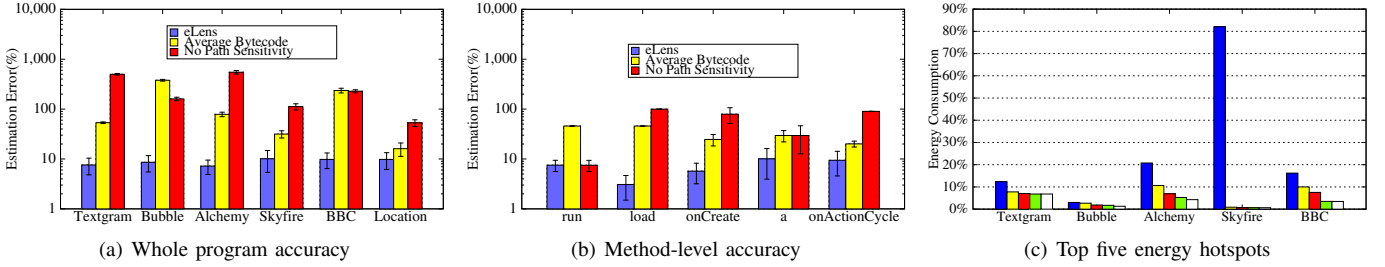 10,000
1,000
100
10
1
Estimation Error(%)
eLens
Average Bytecode
No Path Sensitivity
Textgram Bubble Alchemy Skyfire BBC Location
(a) Whole program accuracy
10,000
1,000
100
10
1
Estimation Error(%)
eLens
Average Bytecode
No Path Sensitivity
run load onCreate a onActionCycle
(b) Method-level accuracy
90%
80%
70%
60%
50%
40%
30%
20%
10%
0%
Energy Consumption
Textgram Bubble Alchemy Skyfire BBC
(c) Top five energy hotspots